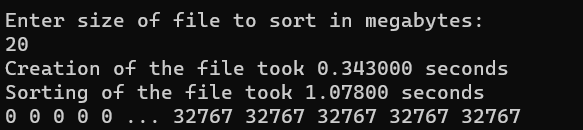 Enter size of file to sort in megabytes:
20
Creation of the file took 0.343000 seconds
Sorting of the file took 1.07800 seconds
0 0 0 0 0 ... 32767 32767 32767 32767 32767